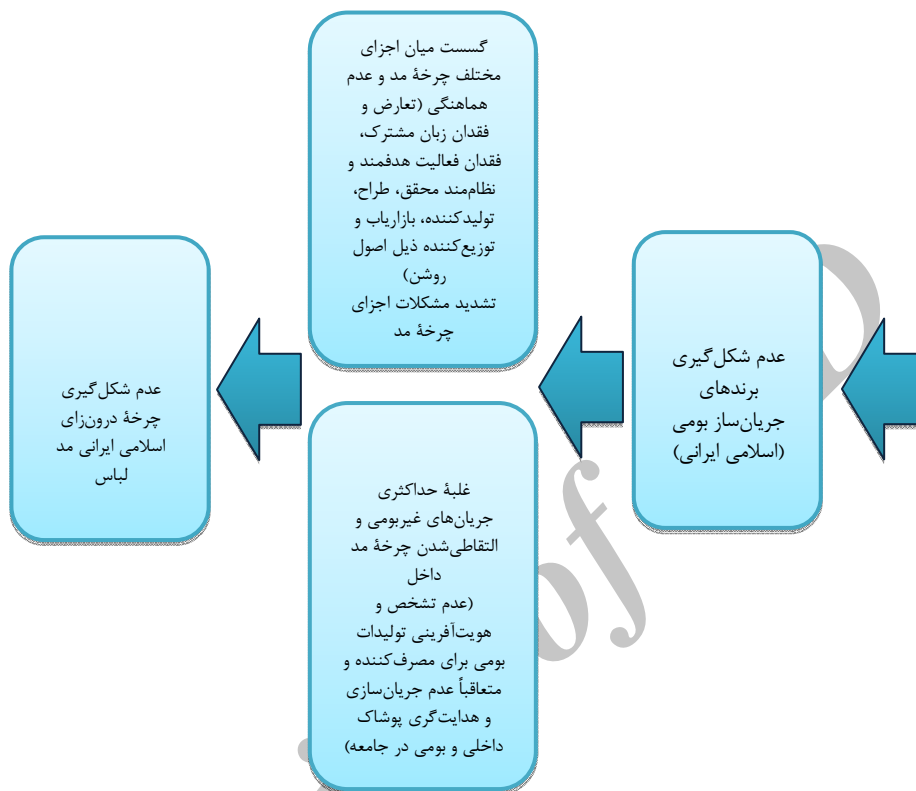 عدم شکل‌گیری
برندهای
جریان‌ساز بومی
(اسلامی ایرانی)
گسست میان اجزای
مختلف چرخهٔ مد و عدم
هماهنگی (تعارض و
فقدان زبان مشترک،
فقدان فعالیت هدفمند و
نظام‌مند محقق، طراح،
تولیدکننده، بازاریاب و
توزیع‌کننده ذیل اصول
روشن)
تشدید مشکلات اجزای
چرخهٔ مد
غلبهٔ حداکثری
جریان‌های غیربومی و
التقاطی‌شدن چرخهٔ مد
داخل
(عدم تشخص و
هویت‌آفرینی تولیدات
بومی برای مصرف‌کننده و
متعاقباً عدم جریان‌سازی
و هدایت‌گری پوشاک
داخلی و بومی در جامعه)
عدم شکل‌گیری
چرخهٔ درون‌زای
اسلامی ایرانی مد
لباس
of
D